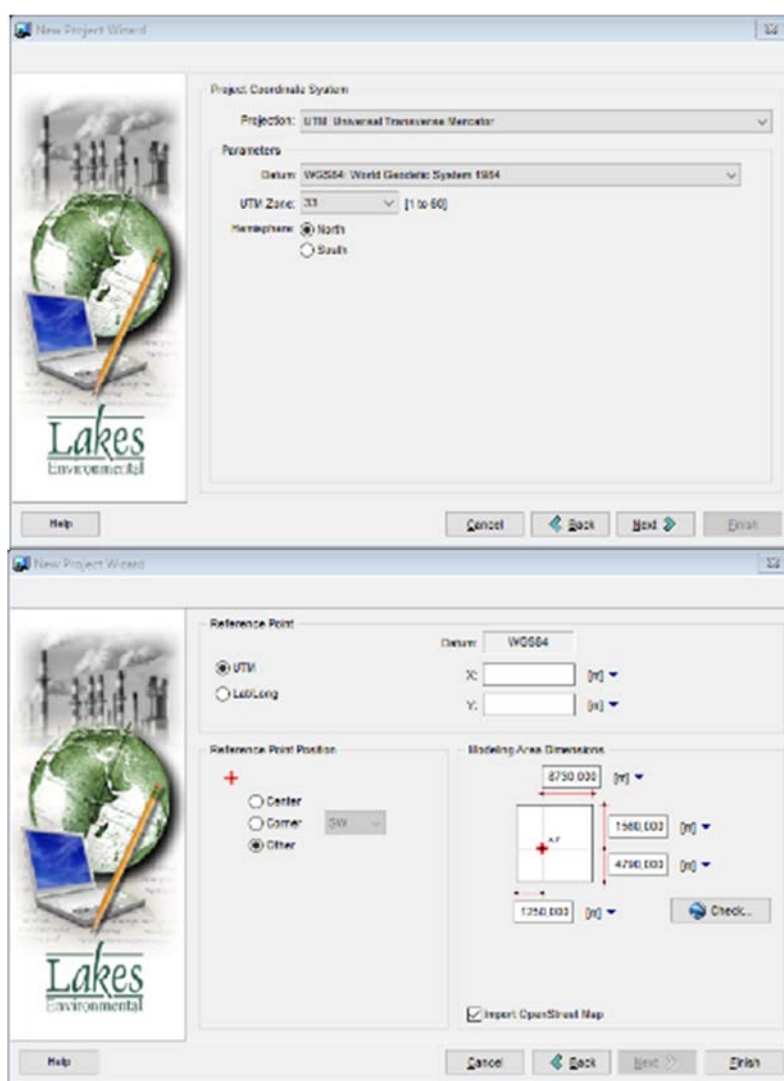 New Project Wizard
Project Coordinate System
Projection: UTM: Universal Transverse Mercator
Parameters
Datum: WGS84: World Geodetic System 1984
UTM Zone: 33 [1 to 60]
Hemisphere: North
South
Lakes
Environmental
Help Cancel Back Next Finish
New Project Wizard
Reference Point
Datum: WGS84
UTM X: [m]
Lat/Long Y: [m]
Reference Point Position Modeling Area Dimensions
8730,000 [m]
Center
Corner SW 1560,000 [m]
Other X,Y
4790,000 [m]
1250,000 [m] Check...
Lakes
Environmental
Import OpenStreet Map
Help Cancel Back Next Finish